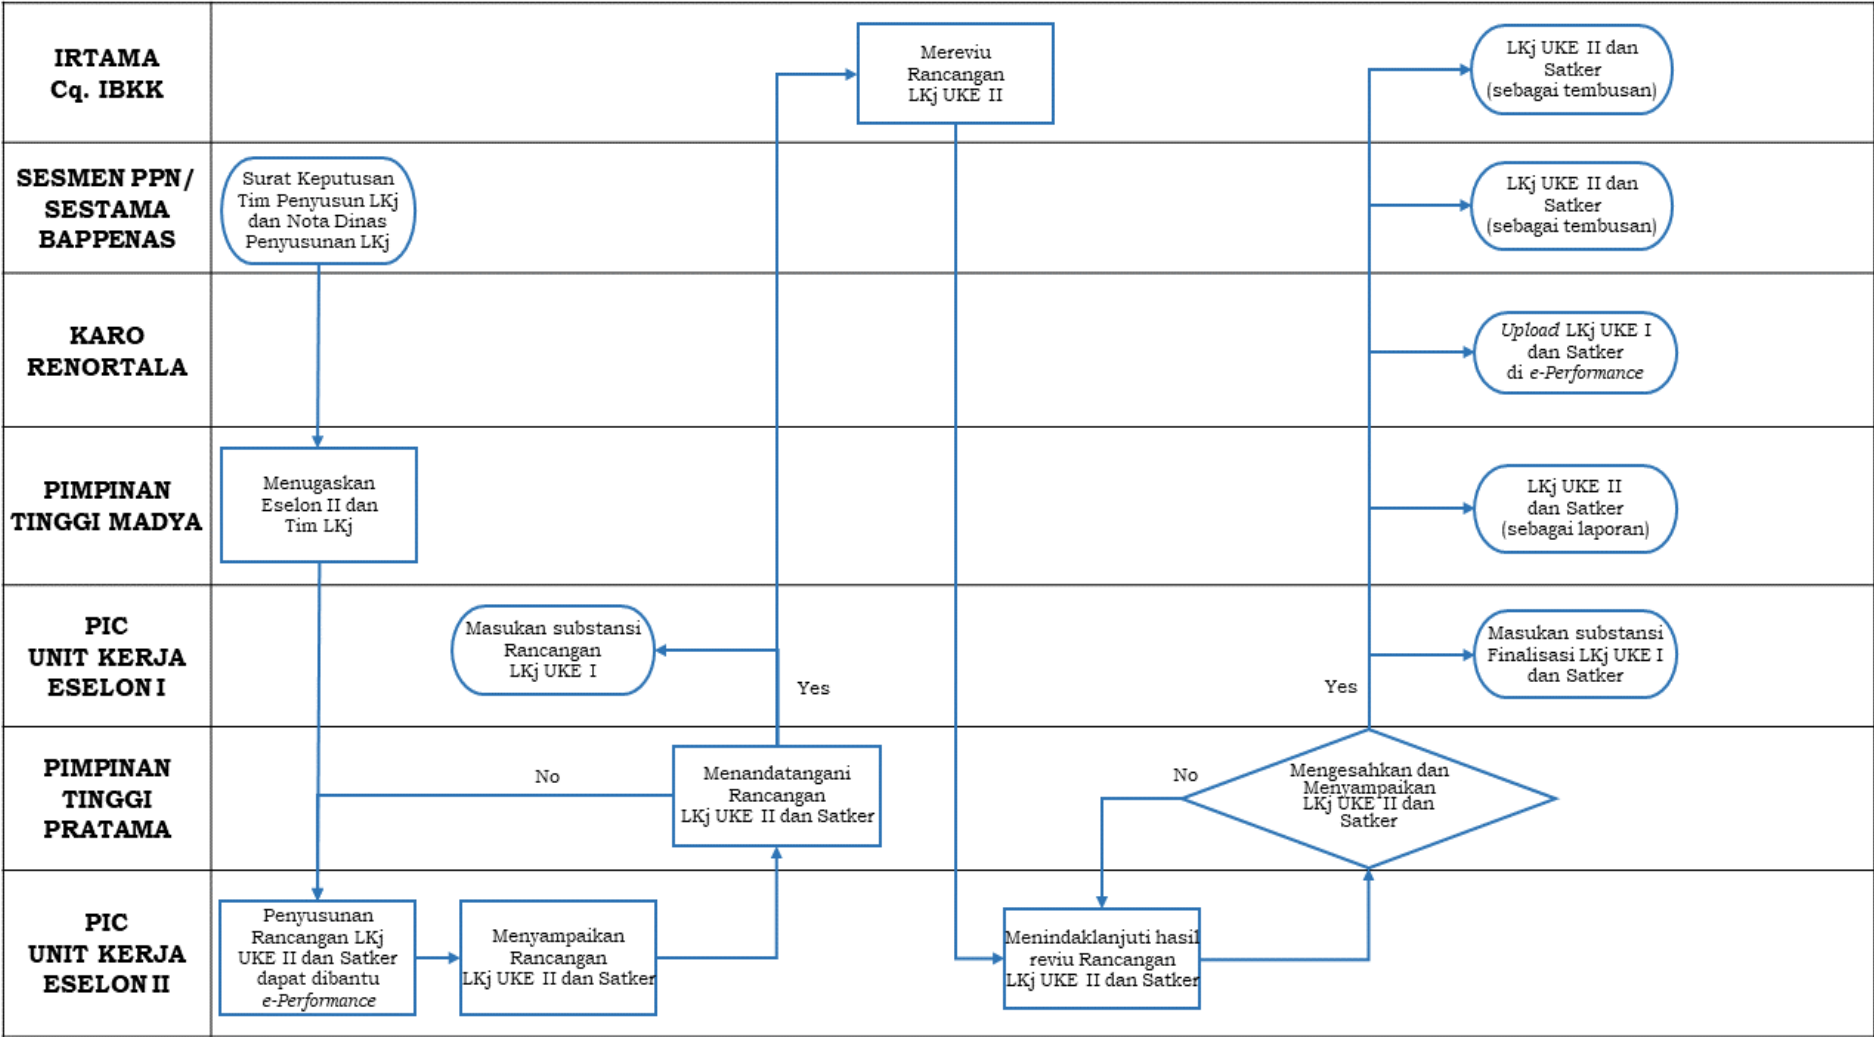 IRTAMA
Cq. IBKK
Mereviu
Rancangan
LKj UKE II
LKj UKE II dan
Satker
(sebagai tembusan)
SESMEN PPN/
SESTAMA
BAPPENAS
Surat Keputusan
Tim Penyusun LKj
dan Nota Dinas
Penyusunan LKj
LKj UKE II dan
Satker
(sebagai tembusan)
KARO
RENORTALA
Upload LKj UKE I
dan Satker
di e-Performance
PIMPINAN
TINGGI MADYA
Menugaskan
Eselon II dan
Tim LKj
LKj UKE II
dan Satker
(sebagai laporan)
PIC
UNIT KERJA
ESELON I
Masukan substansi
Rancangan
LKj UKE I
Yes
Yes
Masukan substansi
Finalisasi LKj UKE I
dan Satker
PIMPINAN
TINGGI
PRATAMA
No
Menandatangani
Rancangan
LKj UKE II dan Satker
No
Mengesahkan dan
Menyampaikan
LKj UKE II dan
Satker
PIC
UNIT KERJA
ESELON II
Penyusunan
Rancangan LKj
UKE II dan Satker
dapat dibantu
e-Performance
Menyampaikan
Rancangan
LKj UKE II dan Satker
Menindaklanjuti hasil
reviu Rancangan
LKj UKE II dan Satker